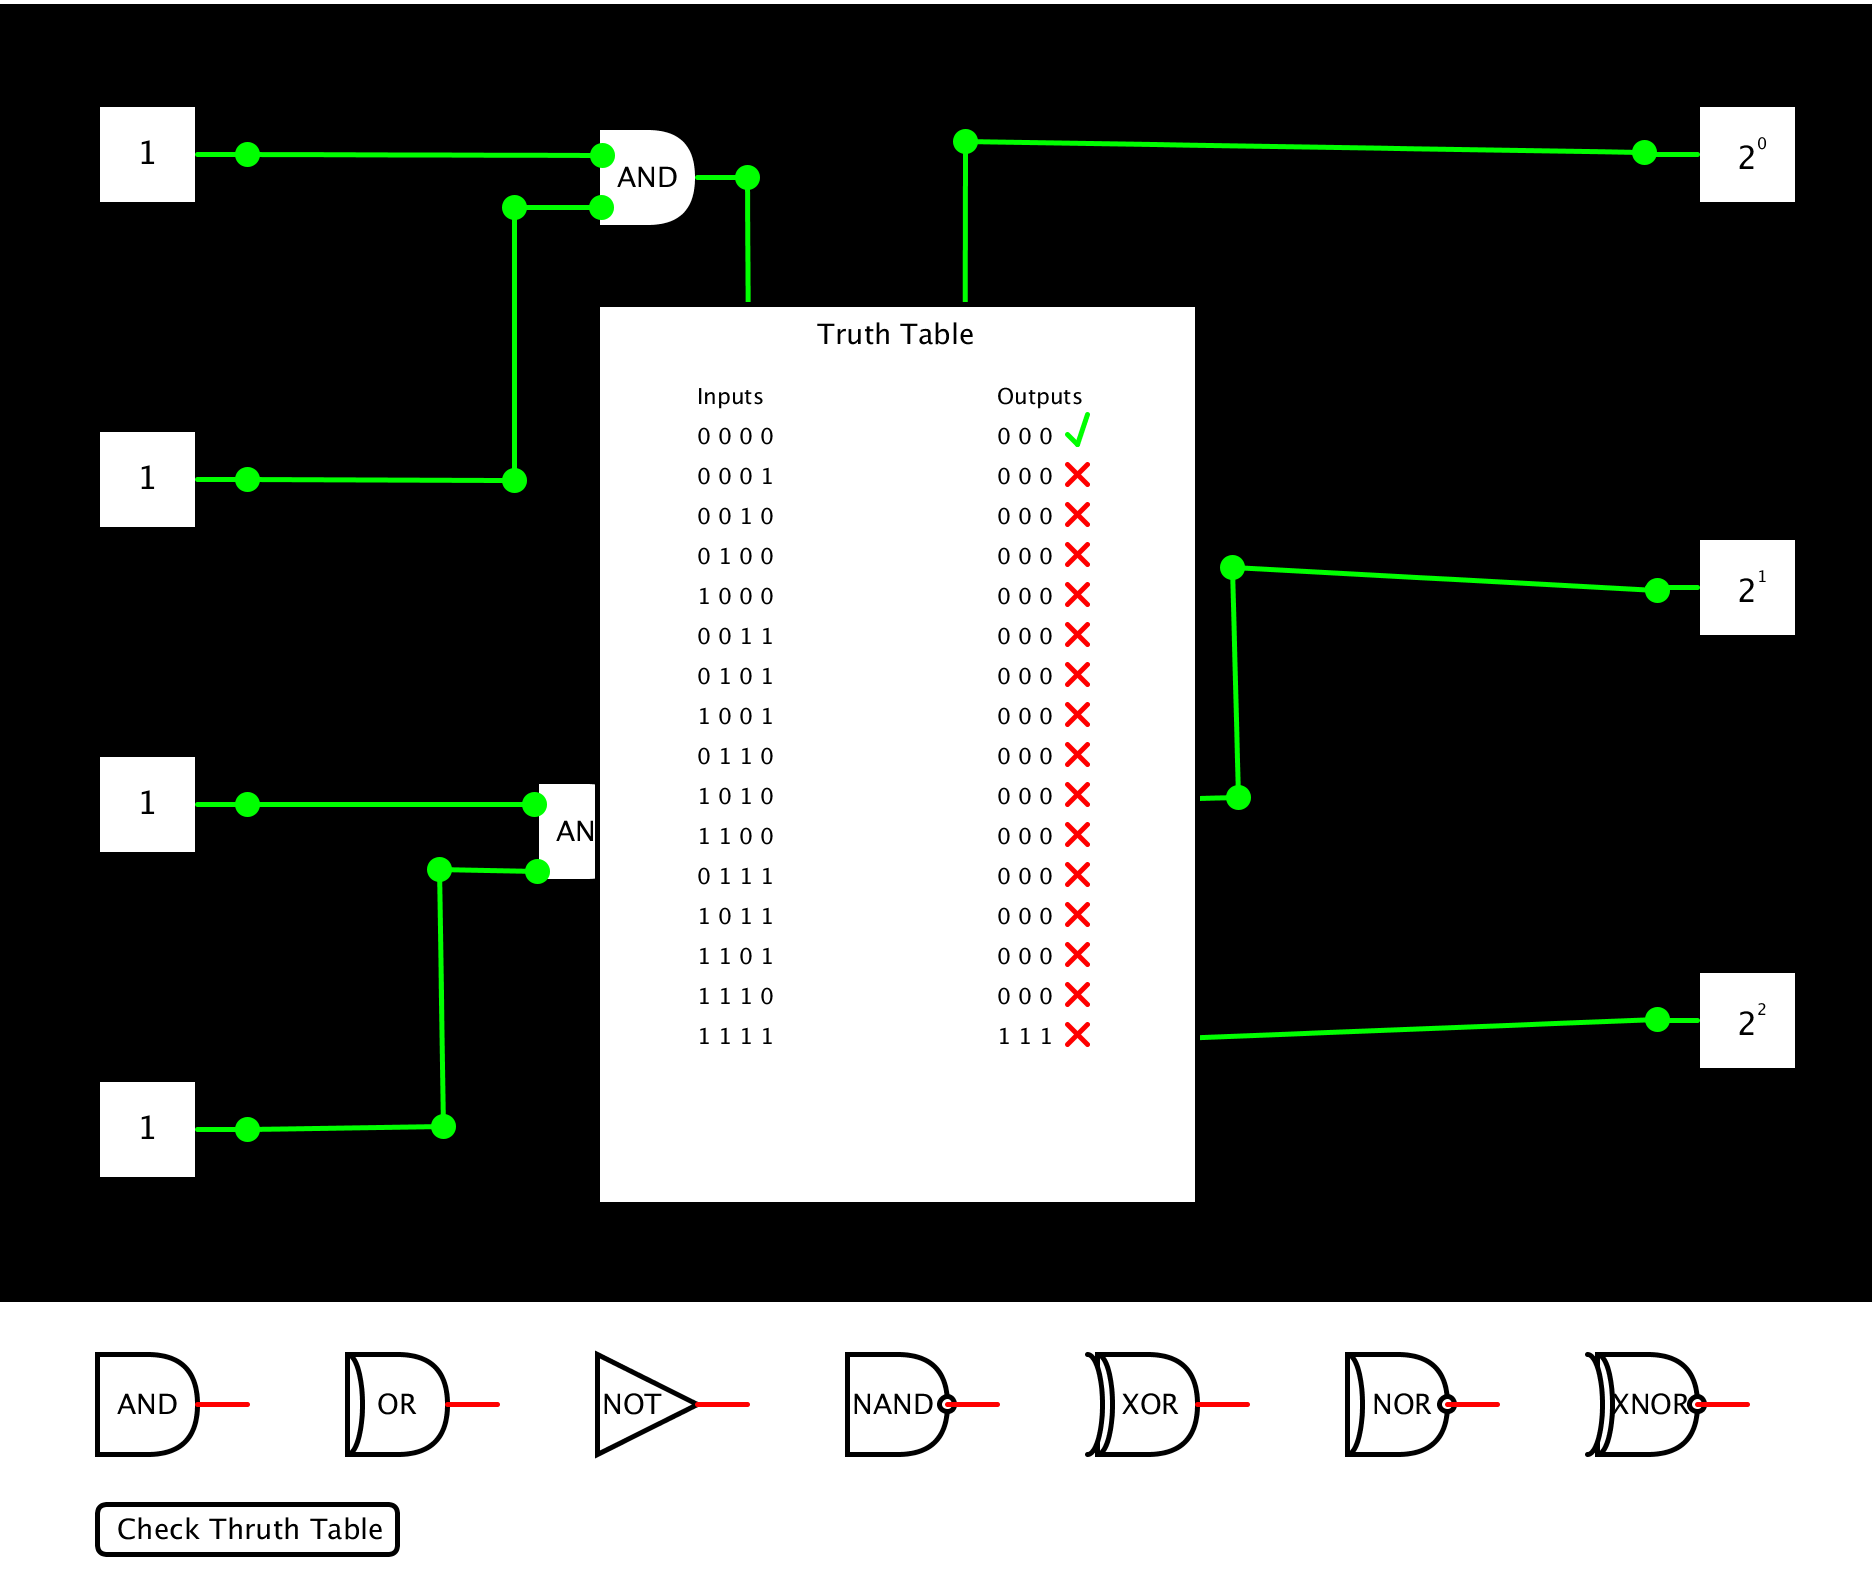 1
AND
2⁰
Truth Table
Inputs Outputs
0 0 0 0 0 0 0
0 0 0 1 0 0 0
0 0 1 0 0 0 0
0 1 0 0 0 0 0
1 0 0 0 0 0 0
0 0 1 1 0 0 0
0 1 0 1 0 0 0
1 0 0 1 0 0 0
0 1 1 0 0 0 0
1 0 1 0 0 0 0
1 1 0 0 0 0 0
0 1 1 1 0 0 0
1 0 1 1 0 0 0
1 1 0 1 0 0 0
1 1 1 0 0 0 0
1 1 1 1 1 1 1
1
2¹
1
AN
1
2²
AND OR NOT NAND XOR NOR XNOR
Check Thruth Table